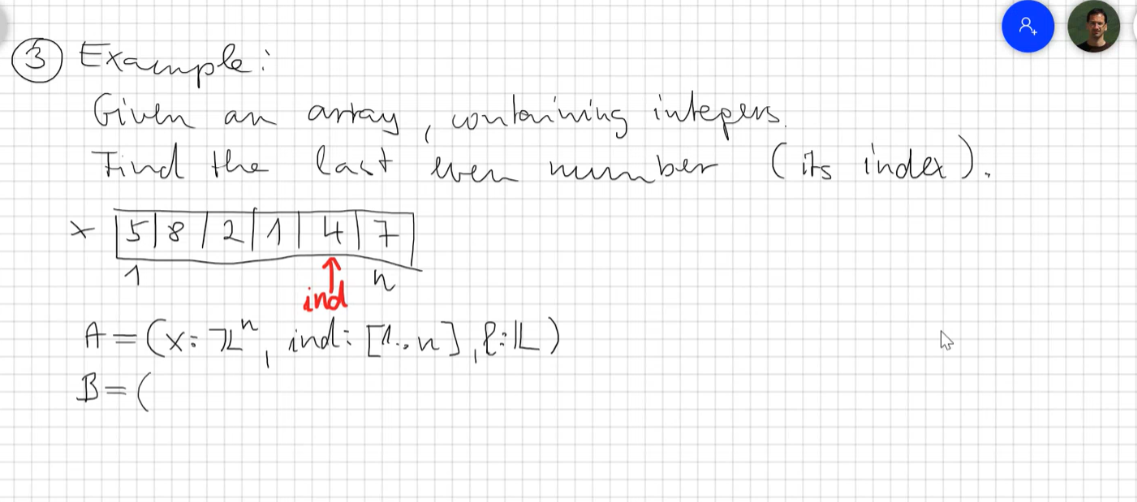 ③ Example:
Given an array, containing integers.
Find the last even number (its index).
x |5|8|2|1|4|7|
1 n
ind
A=(x:ℤⁿ, ind:[1..n], l:𝕃)
B=(